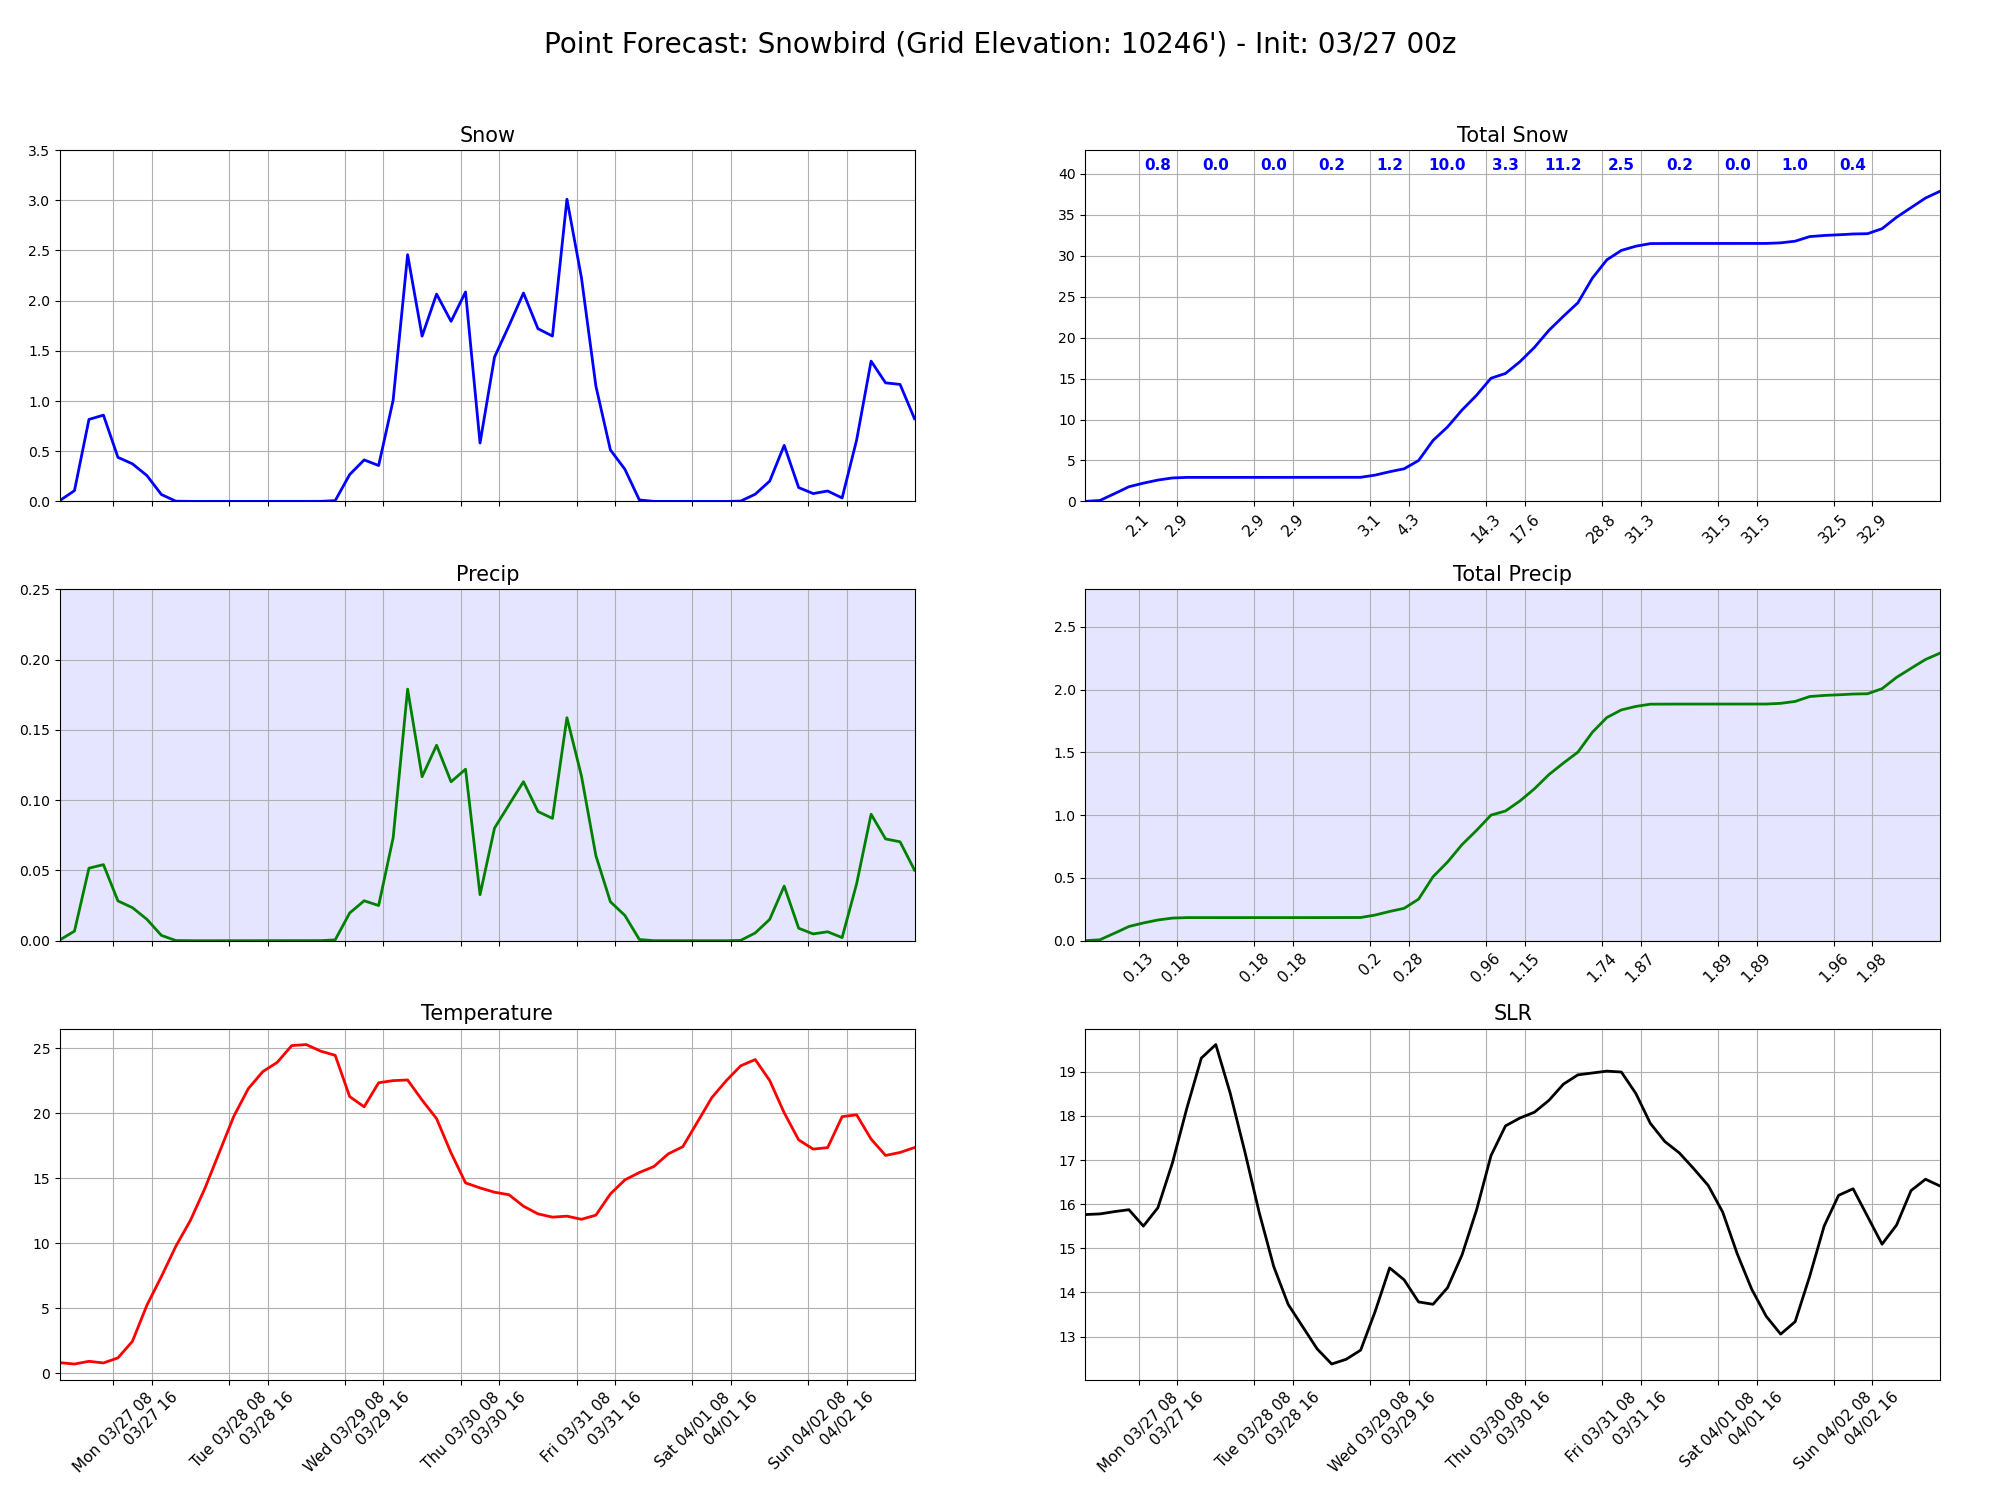 Point Forecast: Snowbird (Grid Elevation: 10246') - Init: 03/27 00z
Snow
3.5
3.0
2.5
2.0
1.5
1.0
0.5
0.0
Total Snow
0.8 0.0 0.0 0.2 1.2 10.0 3.3 11.2 2.5 0.2 0.0 1.0 0.4
40
35
30
25
20
15
10
5
0
2.1 2.9 2.9 2.9 3.1 4.3 14.3 17.6 28.8 31.3 31.5 31.5 32.5 32.9
Precip
0.25
0.20
0.15
0.10
0.05
0.00
Total Precip
2.5
2.0
1.5
1.0
0.5
0.0
0.13 0.18 0.18 0.18 0.2 0.28 0.96 1.15 1.74 1.87 1.89 1.89 1.96 1.98
Temperature
25
20
15
10
5
0
Mon 03/27 08
03/27 16
Tue 03/28 08
03/28 16
Wed 03/29 08
03/29 16
Thu 03/30 08
03/30 16
Fri 03/31 08
03/31 16
Sat 04/01 08
04/01 16
Sun 04/02 08
04/02 16
SLR
19
18
17
16
15
14
13
Mon 03/27 08
03/27 16
Tue 03/28 08
03/28 16
Wed 03/29 08
03/29 16
Thu 03/30 08
03/30 16
Fri 03/31 08
03/31 16
Sat 04/01 08
04/01 16
Sun 04/02 08
04/02 16